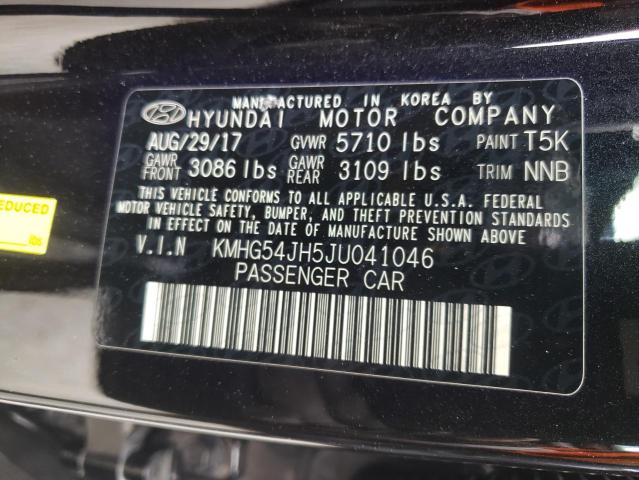 MANUFACTURED IN KOREA BY
HYUNDAI MOTOR COMPANY
AUG/29/17 GVWR 5710 lbs PAINT T5K
GAWR FRONT 3086 lbs GAWR REAR 3109 lbs TRIM NNB
THIS VEHICLE CONFORMS TO ALL APPLICABLE U.S.A. FEDERAL
MOTOR VEHICLE SAFETY, BUMPER, AND THEFT PREVENTION STANDARDS
IN EFFECT ON THE DATE OF MANUFACTURE SHOWN ABOVE.
V.I.N KMHG54JH5JU041046
PASSENGER CAR
EDUCED
lbs